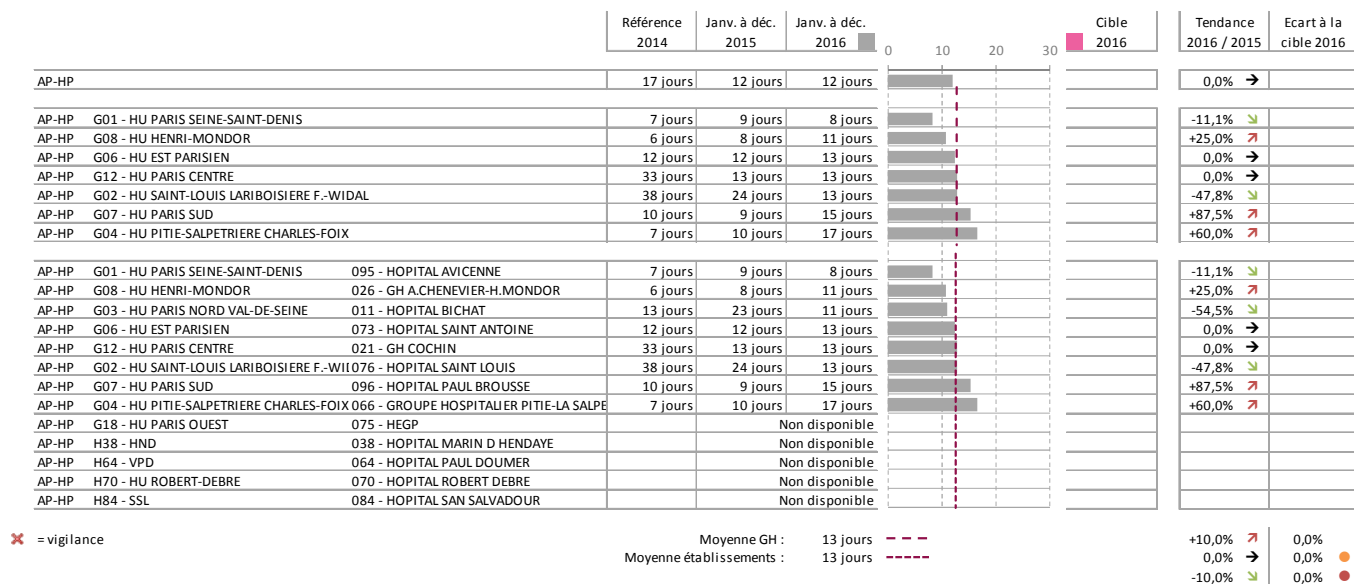 Référence Janv. à déc. Janv. à déc. Cible Tendance Ecart à la
2014 2015 2016 0 10 20 30 2016 2016 / 2015 cible 2016
AP-HP 17 jours 12 jours 12 jours 0,0% ➔
AP-HP G01 - HU PARIS SEINE-SAINT-DENIS 7 jours 9 jours 8 jours -11,1% ➘
AP-HP G08 - HU HENRI-MONDOR 6 jours 8 jours 11 jours +25,0% ➚
AP-HP G06 - HU EST PARISIEN 12 jours 12 jours 13 jours 0,0% ➔
AP-HP G12 - HU PARIS CENTRE 33 jours 13 jours 13 jours 0,0% ➔
AP-HP G02 - HU SAINT-LOUIS LARIBOISIERE F.-WIDAL 38 jours 24 jours 13 jours -47,8% ➘
AP-HP G07 - HU PARIS SUD 10 jours 9 jours 15 jours +87,5% ➚
AP-HP G04 - HU PITIE-SALPETRIERE CHARLES-FOIX 7 jours 10 jours 17 jours +60,0% ➚
AP-HP G01 - HU PARIS SEINE-SAINT-DENIS 095 - HOPITAL AVICENNE 7 jours 9 jours 8 jours -11,1% ➘
AP-HP G08 - HU HENRI-MONDOR 026 - GH A.CHENEVIER-H.MONDOR 6 jours 8 jours 11 jours +25,0% ➚
AP-HP G03 - HU PARIS NORD VAL-DE-SEINE 011 - HOPITAL BICHAT 13 jours 23 jours 11 jours -54,5% ➘
AP-HP G06 - HU EST PARISIEN 073 - HOPITAL SAINT ANTOINE 12 jours 12 jours 13 jours 0,0% ➔
AP-HP G12 - HU PARIS CENTRE 021 - GH COCHIN 33 jours 13 jours 13 jours 0,0% ➔
AP-HP G02 - HU SAINT-LOUIS LARIBOISIERE F.-WI 076 - HOPITAL SAINT LOUIS 38 jours 24 jours 13 jours -47,8% ➘
AP-HP G07 - HU PARIS SUD 096 - HOPITAL PAUL BROUSSE 10 jours 9 jours 15 jours +87,5% ➚
AP-HP G04 - HU PITIE-SALPETRIERE CHARLES-FOIX 066 - GROUPE HOSPITALIER PITIE-LA SALPE 7 jours 10 jours 17 jours +60,0% ➚
AP-HP G18 - HU PARIS OUEST 075 - HEGP Non disponible
AP-HP H38 - HND 038 - HOPITAL MARIN D HENDAYE Non disponible
AP-HP H64 - VPD 064 - HOPITAL PAUL DOUMER Non disponible
AP-HP H70 - HU ROBERT-DEBRE 070 - HOPITAL ROBERT DEBRE Non disponible
AP-HP H84 - SSL 084 - HOPITAL SAN SALVADOUR Non disponible
✖ = vigilance Moyenne GH : 13 jours +10,0% ➚ 0,0%
Moyenne établissements : 13 jours 0,0% ➔ 0,0%
-10,0% ➘ 0,0%